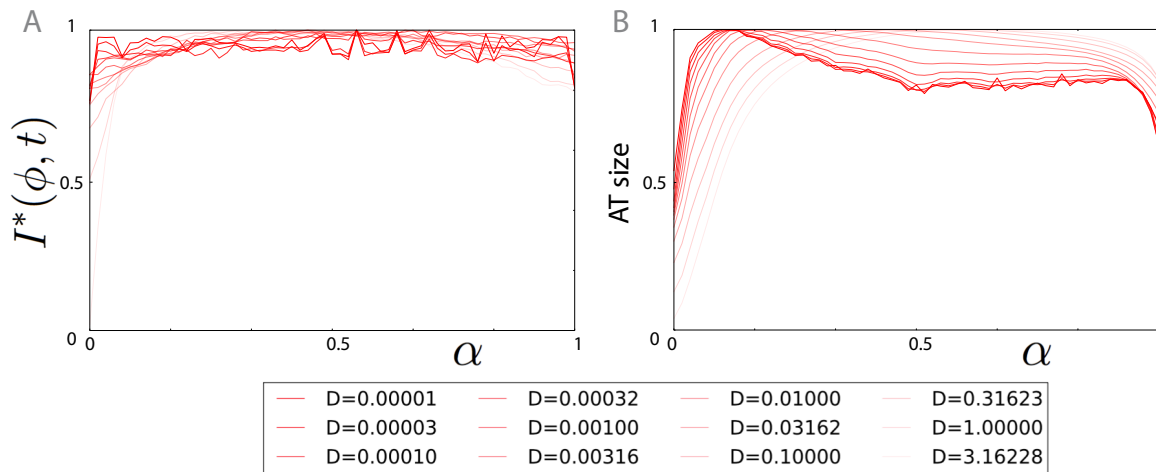 A
B
1
1
I*(ϕ, t)
AT size
0.5
0.5
0
0
0
0.5
α
1
0
0.5
α
D=0.00001 D=0.00032 D=0.01000 D=0.31623
D=0.00003 D=0.00100 D=0.03162 D=1.00000
D=0.00010 D=0.00316 D=0.10000 D=3.16228